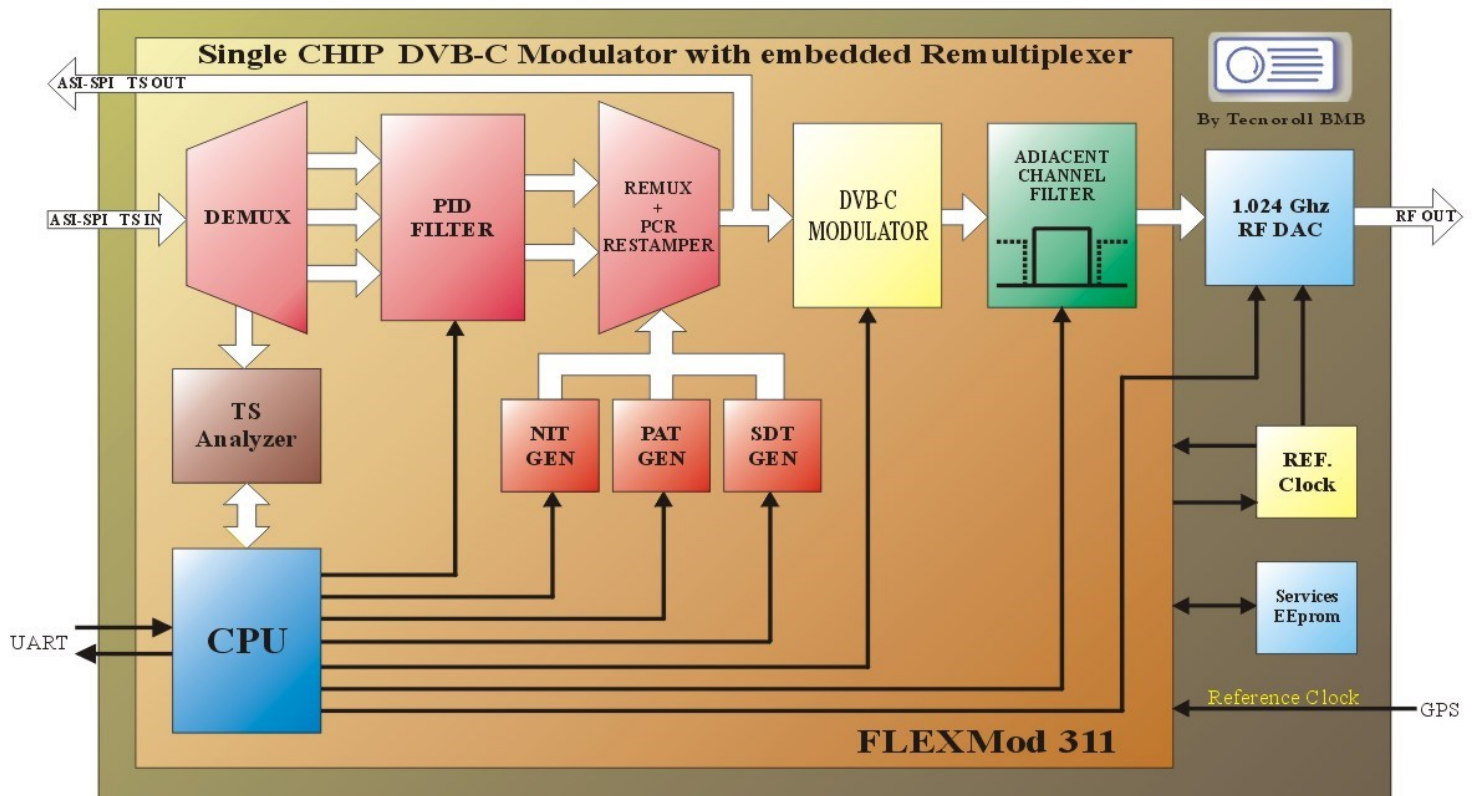 Single CHIP DVB-C Modulator with embedded Remultiplexer
ASI-SPI TS OUT
By Tecnoroll BMB
ASI-SPI TS IN
DEMUX
PID
FILTER
REMUX
+
PCR
RESTAMPER
DVB-C
MODULATOR
ADIACENT
CHANNEL
FILTER
1.024 Ghz
RF DAC
RF OUT
TS
Analyzer
NIT
GEN
PAT
GEN
SDT
GEN
REF.
Clock
CPU
UART
Services
EEprom
Reference Clock
GPS
FLEXMod 311